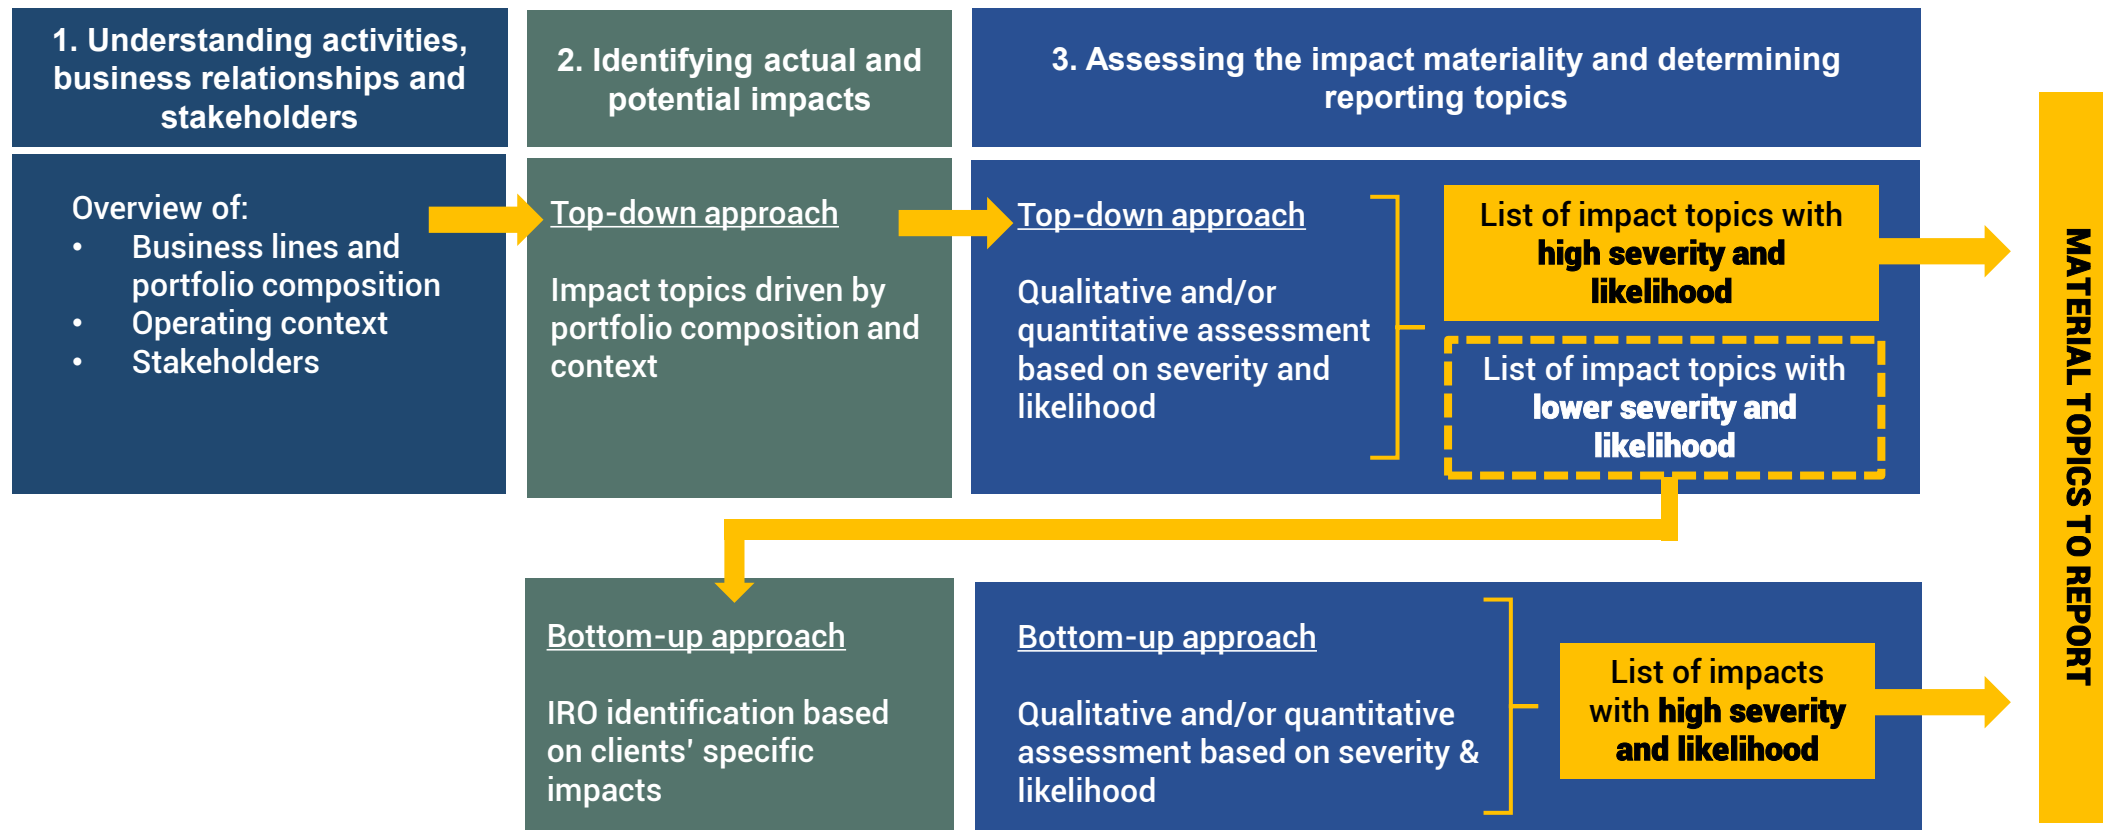 1. Understanding activities,
business relationships and
stakeholders
2. Identifying actual and
potential impacts
3. Assessing the impact materiality and determining
reporting topics
Overview of:
• Business lines and
portfolio composition
• Operating context
• Stakeholders
Top-down approach
Impact topics driven by
portfolio composition and
context
Top-down approach
Qualitative and/or
quantitative assessment
based on severity and
likelihood
List of impact topics with
high severity and
likelihood
List of impact topics with
lower severity and
likelihood
Bottom-up approach
IRO identification based
on clients' specific
impacts
Bottom-up approach
Qualitative and/or quantitative
assessment based on severity &
likelihood
List of impacts
with high severity
and likelihood
MATERIAL TOPICS TO REPORT